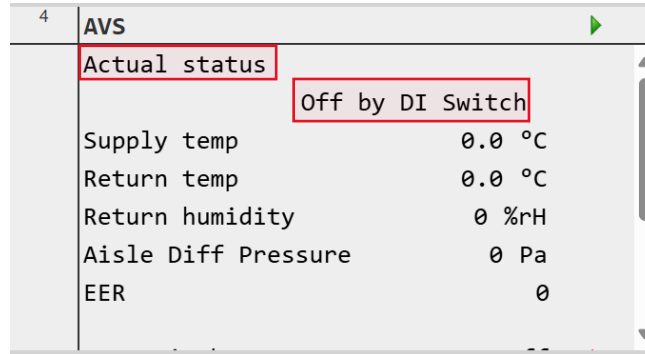 4
AVS
Actual status
Off by DI Switch
Supply temp 0.0 °C
Return temp 0.0 °C
Return humidity 0 %rH
Aisle Diff Pressure 0 Pa
EER 0